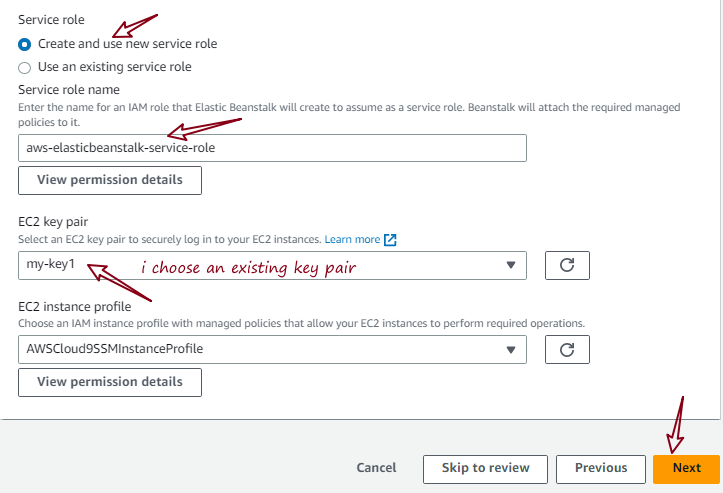 Service role
Create and use new service role
Use an existing service role
Service role name
Enter the name for an IAM role that Elastic Beanstalk will create to assume as a service role. Beanstalk will attach the required managed
policies to it.
aws-elasticbeanstalk-service-role
View permission details
EC2 key pair
Select an EC2 key pair to securely log in to your EC2 instances. Learn more
my-key1 i choose an existing key pair
EC2 instance profile
Choose an IAM instance profile with managed policies that allow your EC2 instances to perform required operations.
AWSCloud9SSMInstanceProfile
View permission details
Cancel Skip to review Previous Next